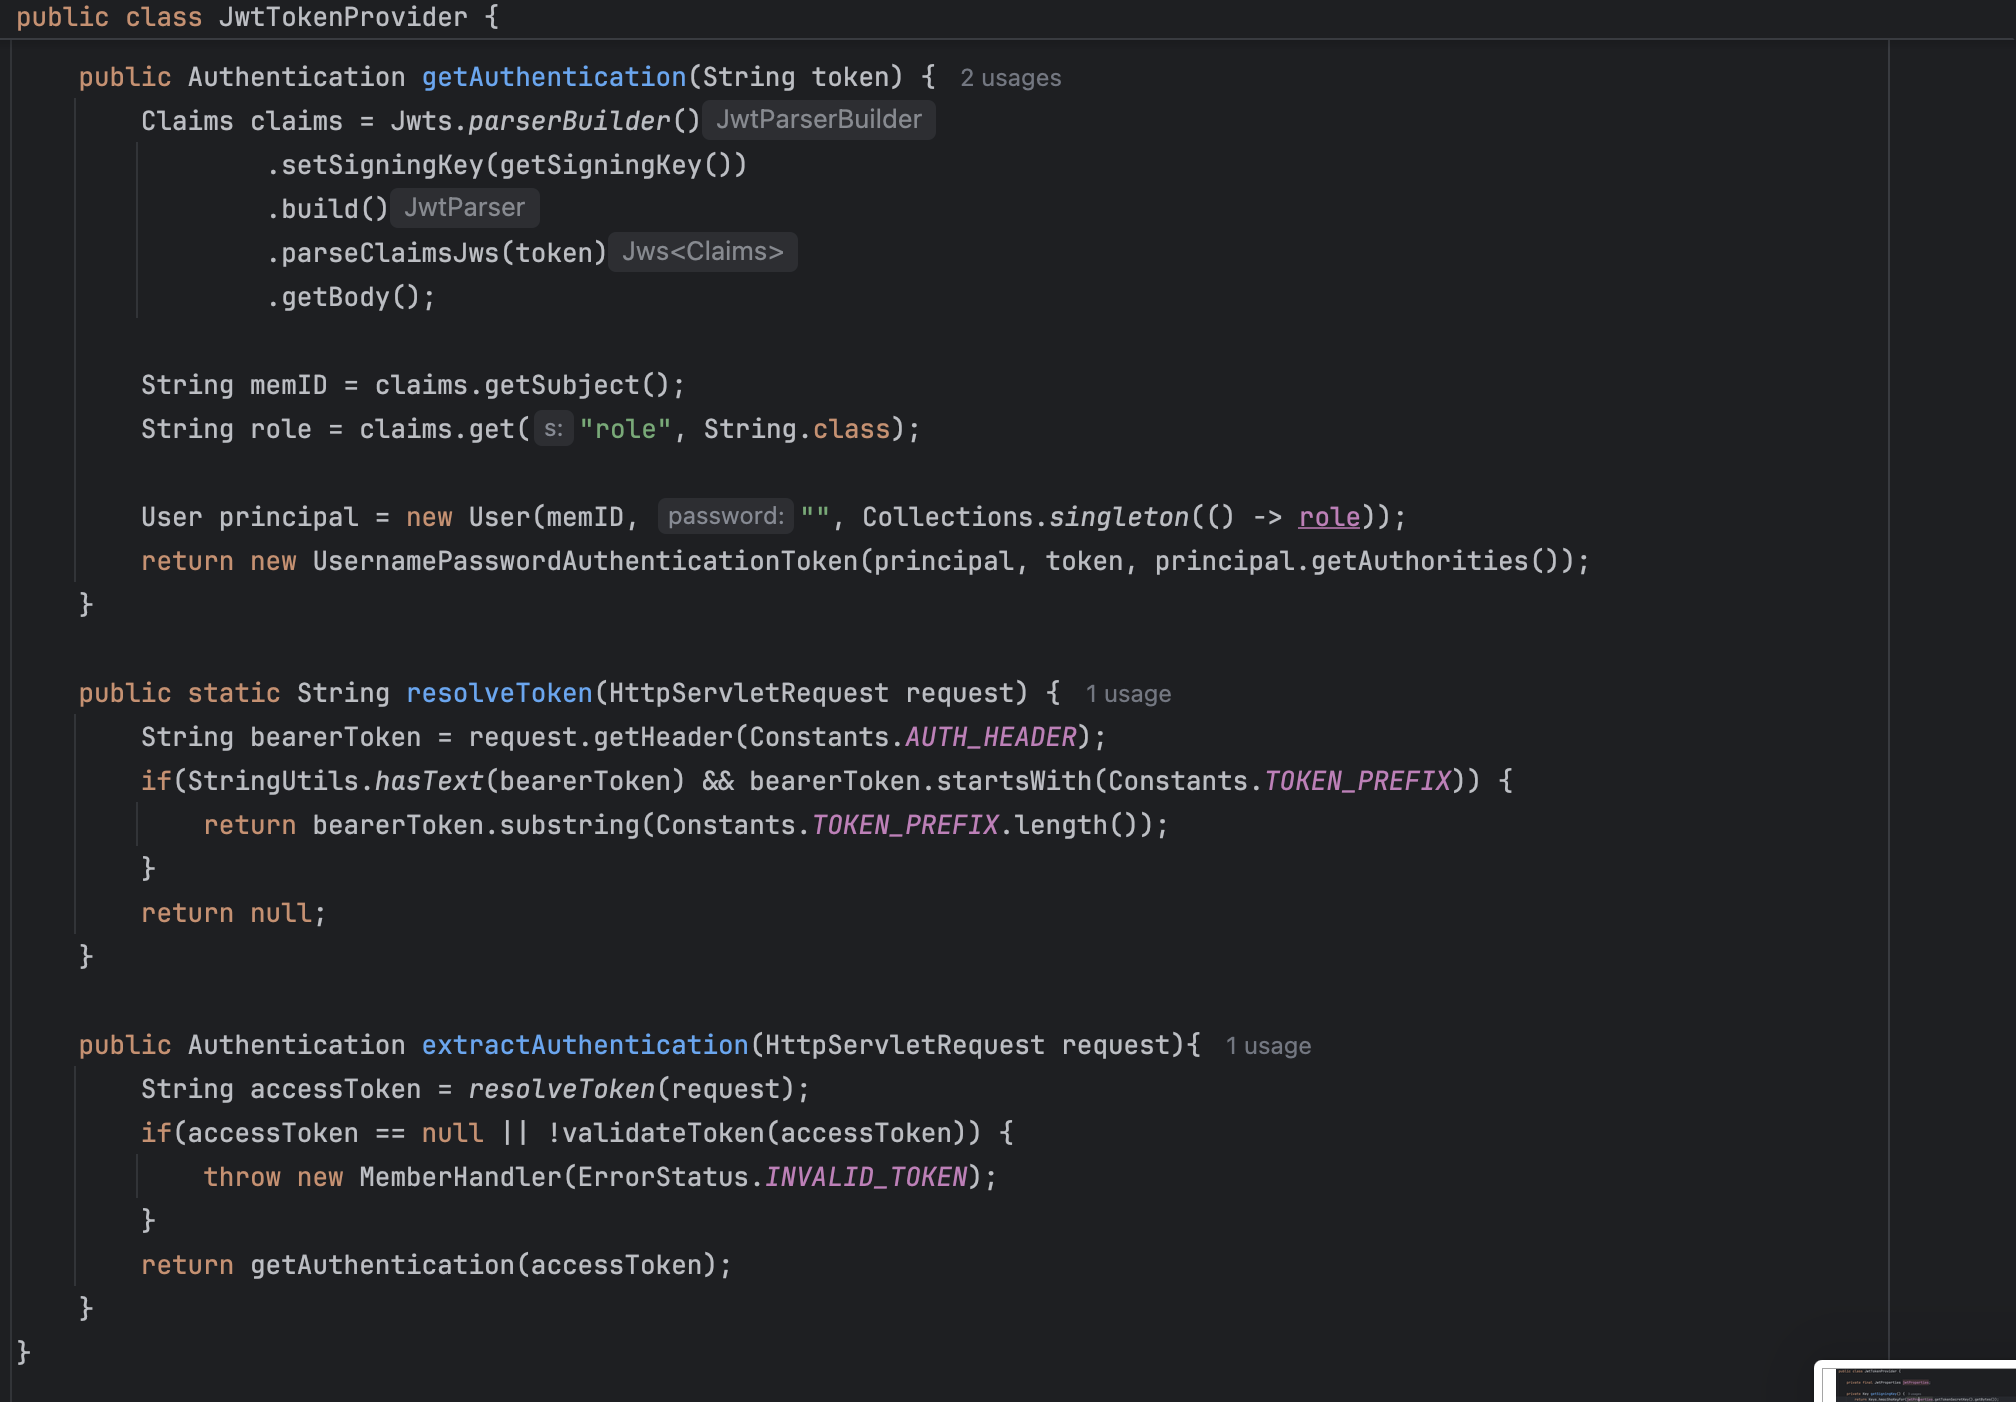 public class JwtTokenProvider {
public Authentication getAuthentication(String token) { 2 usages
Claims claims = Jwts.parserBuilder() JwtParserBuilder
.setSigningKey(getSigningKey())
.build() JwtParser
.parseClaimsJws(token) Jws<Claims>
.getBody();
String memID = claims.getSubject();
String role = claims.get( s: "role", String.class);
User principal = new User(memID, password: "", Collections.singleton(() -> role));
return new UsernamePasswordAuthenticationToken(principal, token, principal.getAuthorities());
}
public static String resolveToken(HttpServletRequest request) { 1 usage
String bearerToken = request.getHeader(Constants.AUTH_HEADER);
if(StringUtils.hasText(bearerToken) && bearerToken.startsWith(Constants.TOKEN_PREFIX)) {
return bearerToken.substring(Constants.TOKEN_PREFIX.length());
}
return null;
}
public Authentication extractAuthentication(HttpServletRequest request){ 1 usage
String accessToken = resolveToken(request);
if(accessToken == null || !validateToken(accessToken)) {
throw new MemberHandler(ErrorStatus.INVALID_TOKEN);
}
return getAuthentication(accessToken);
}
}